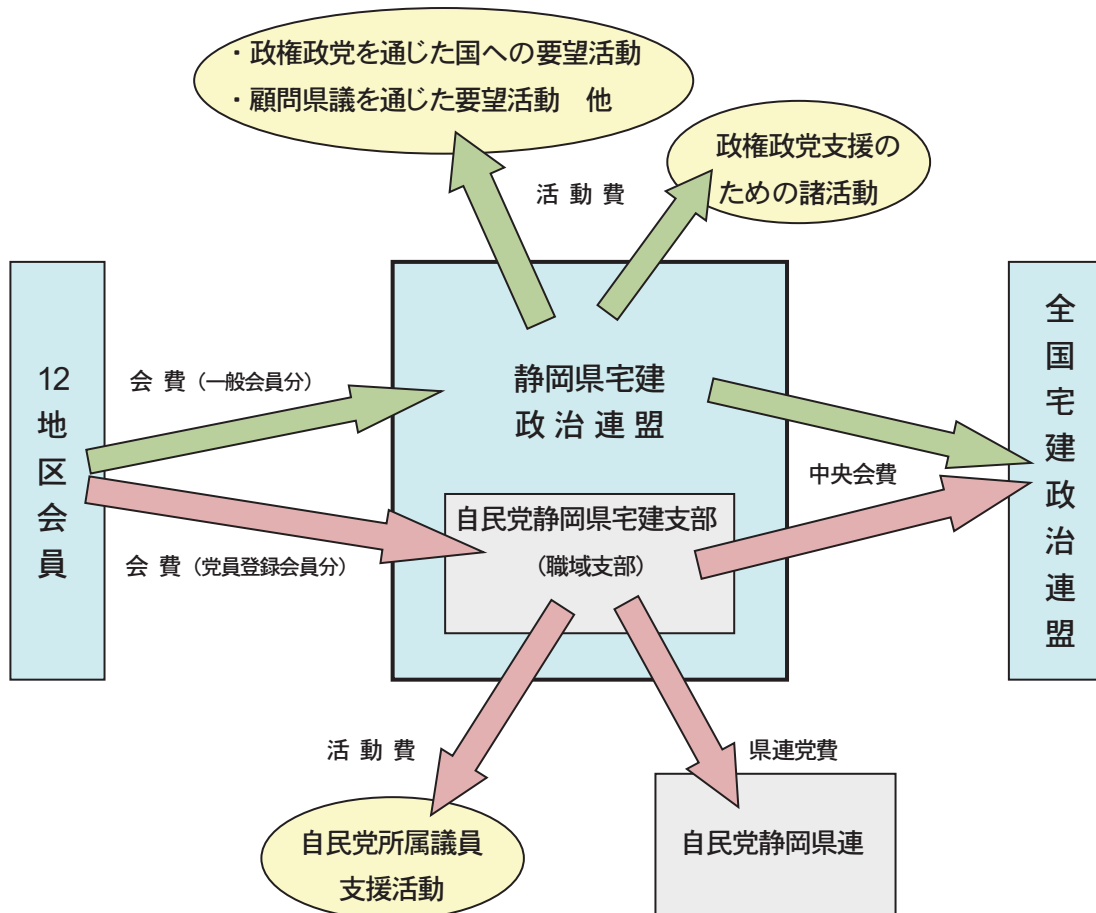 ・政権政党を通じた国への要望活動
・顧問県議を通じた要望活動　他
政権政党支援の
ための諸活動
活 動 費
12地区会員
会 費（一般会員分）
静岡県宅建
政 治 連 盟
全国宅建政治連盟
中央会費
自民党静岡県宅建支部
（職域支部）
会 費（党員登録会員分）
活 動 費
県連党費
自民党所属議員
支援活動
自民党静岡県連